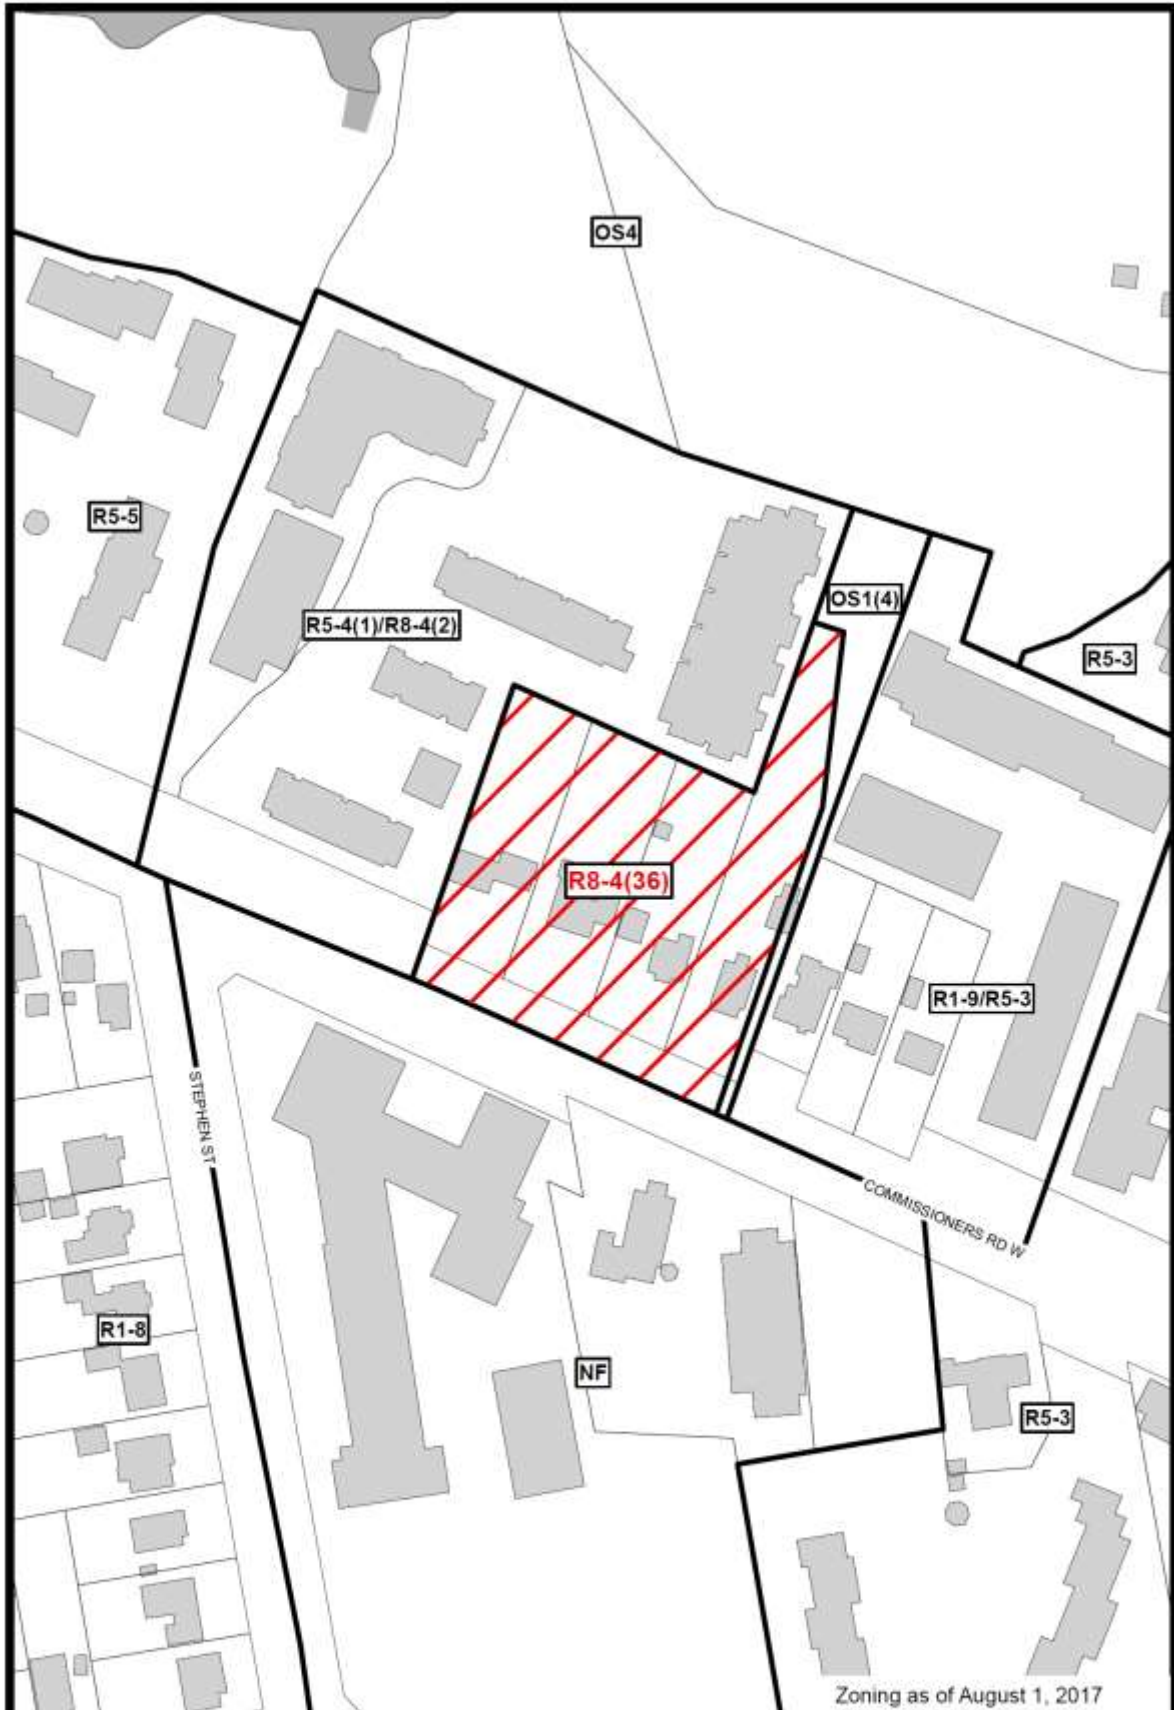 OS4
R5-5
OS1(4)
R5-4(1)/R8-4(2)
R5-3
R8-4(36)
R1-9/R5-3
STEPHEN ST
COMMISSIONERS RD W
R1-8
NF
R5-3
Zoning as of August 1, 2017